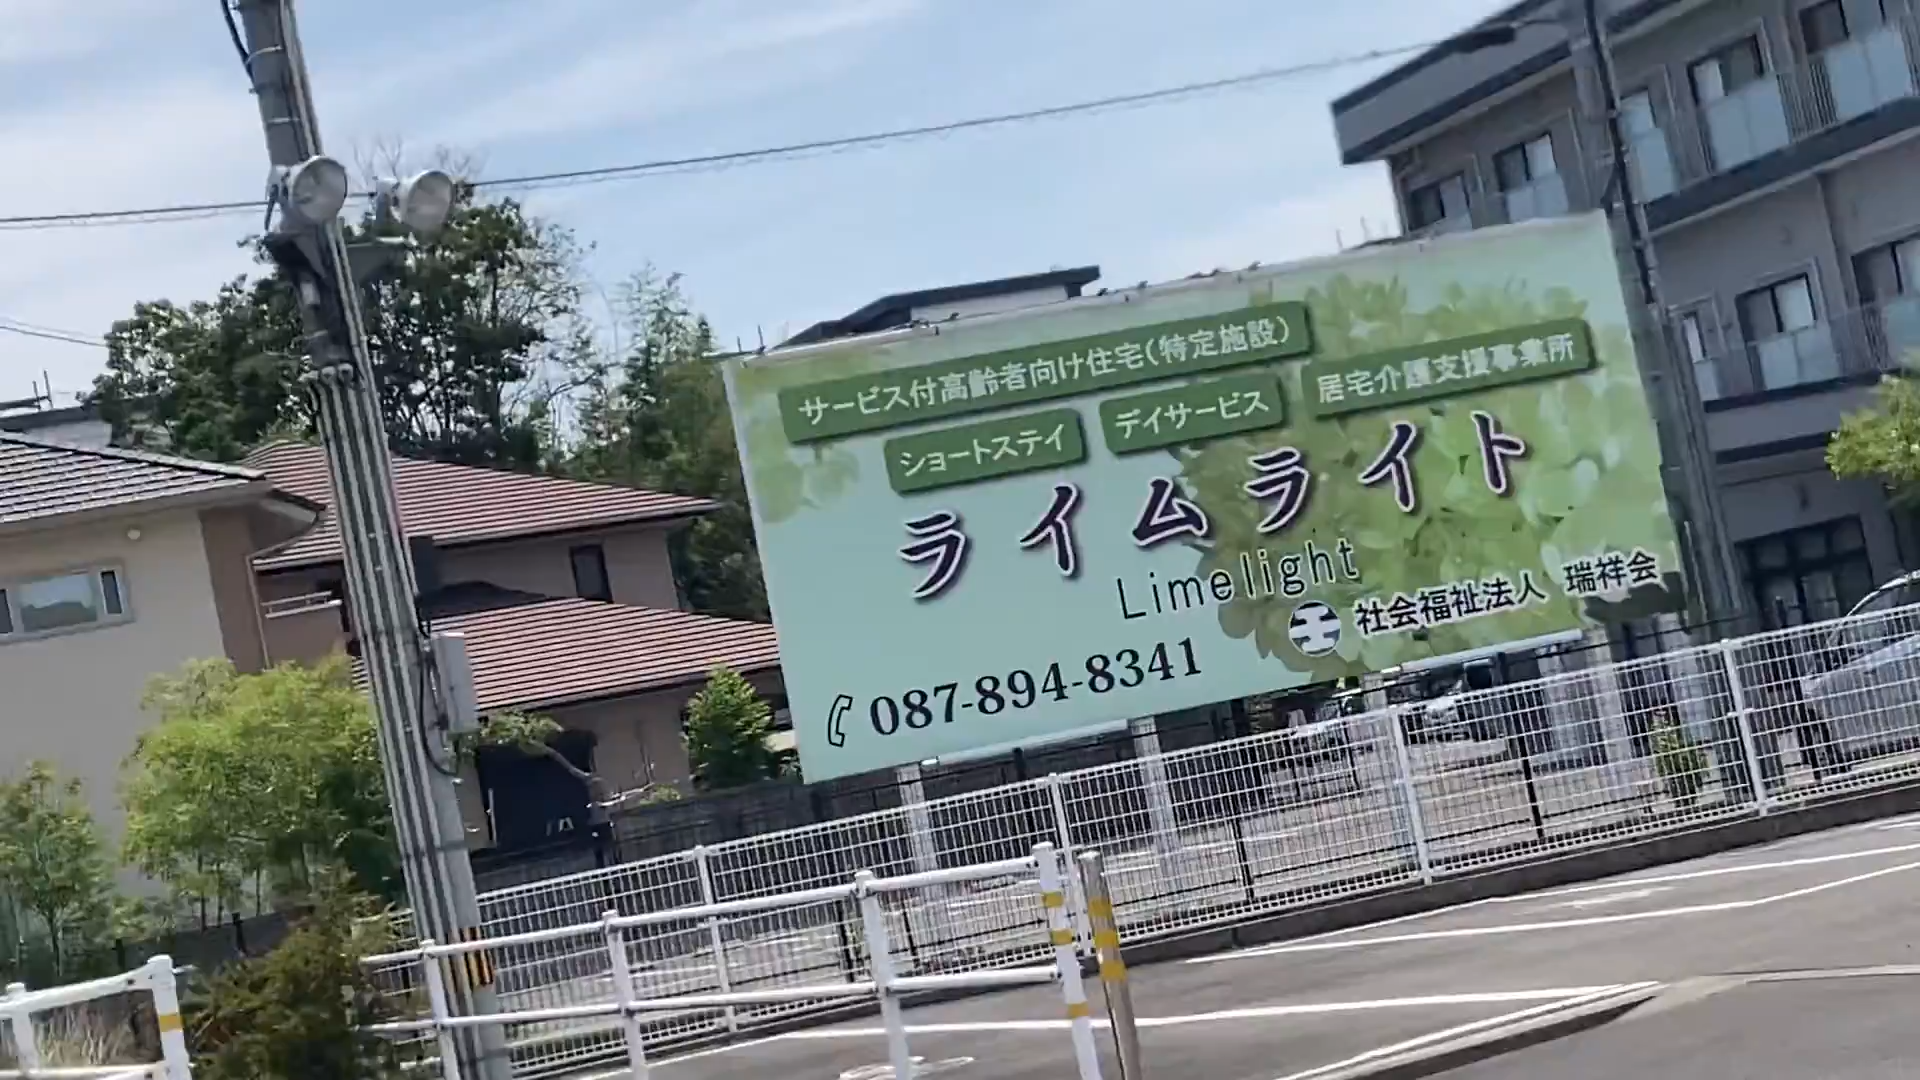 サービス付高齢者向け住宅(特定施設)
ショートステイ
デイサービス
居宅介護支援事業所
ライムライト
Limelight
社会福祉法人 瑞祥会
087-894-8341